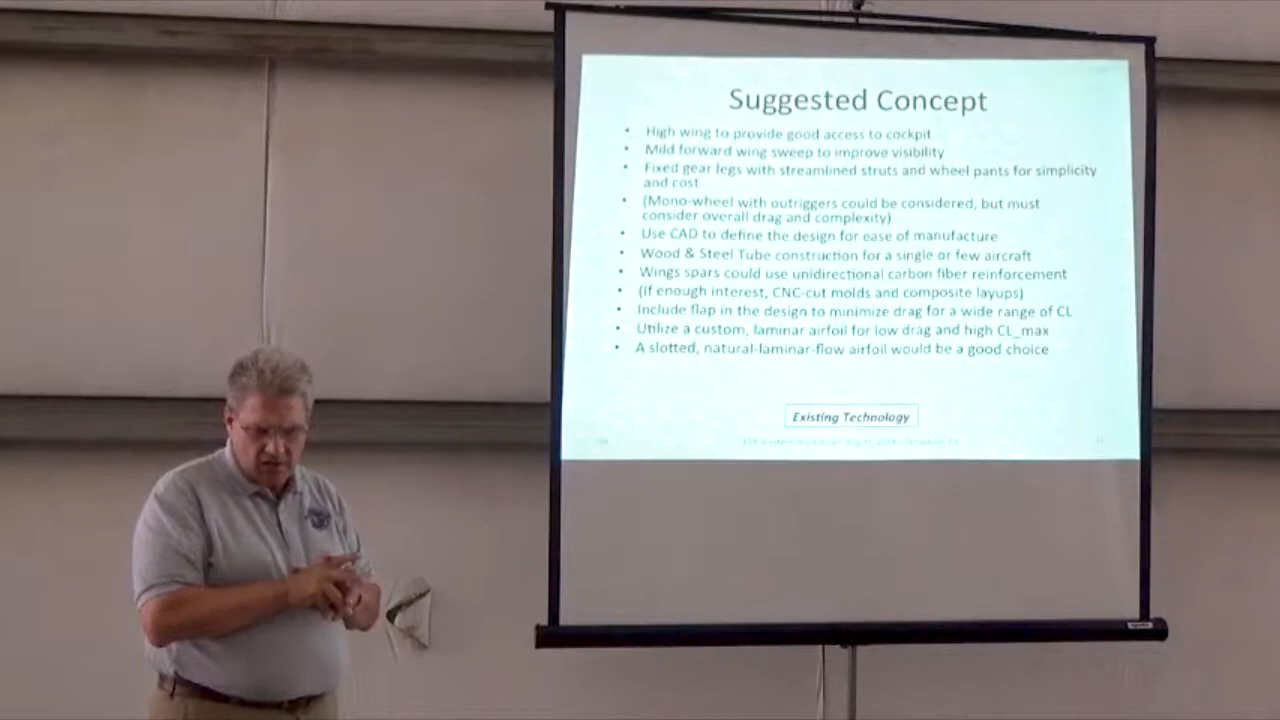 Suggested Concept
• High wing to provide good access to cockpit
• Mild forward wing sweep to improve visibility
• Fixed gear legs with streamlined struts and wheel pants for simplicity
and cost
• (Mono-wheel with outriggers could be considered, but must
consider overall drag and complexity)
• Use CAD to define the design for ease of manufacture
• Wood & Steel Tube construction for a single or few aircraft
• Wings spars could use unidirectional carbon fiber reinforcement
• (If enough interest, CNC-cut molds and composite layups)
• Include flap in the design to minimize drag for a wide range of CL
• Utilize a custom, laminar airfoil for low drag and high CL_max
• A slotted, natural-laminar-flow airfoil would be a good choice
Existing Technology